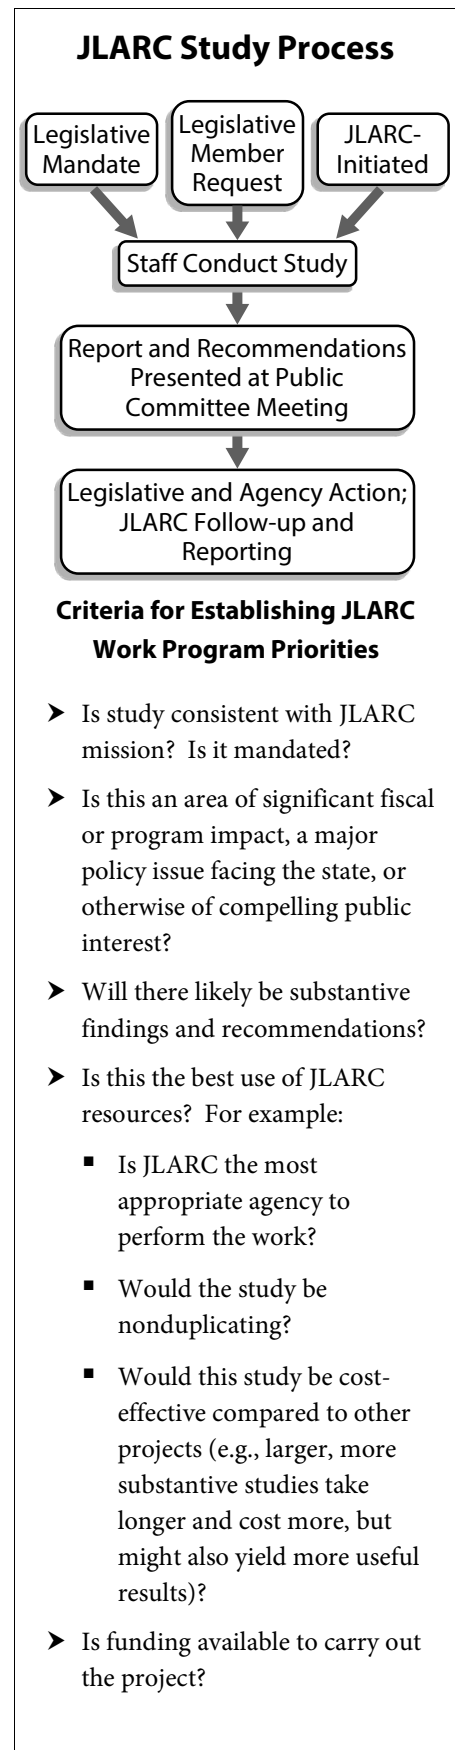 JLARC Study Process
Legislative
Mandate
Legislative
Member
Request
JLARC-
Initiated
Staff Conduct Study
Report and Recommendations
Presented at Public
Committee Meeting
Legislative and Agency Action;
JLARC Follow-up and
Reporting
Criteria for Establishing JLARC
Work Program Priorities
➤ Is study consistent with JLARC
mission?  Is it mandated?
➤ Is this an area of significant fiscal
or program impact, a major
policy issue facing the state, or
otherwise of compelling public
interest?
➤ Will there likely be substantive
findings and recommendations?
➤ Is this the best use of JLARC
resources?  For example:
▪ Is JLARC the most
appropriate agency to
perform the work?
▪ Would the study be
nonduplicating?
▪ Would this study be cost-
effective compared to other
projects (e.g., larger, more
substantive studies take
longer and cost more, but
might also yield more useful
results)?
➤ Is funding available to carry out
the project?